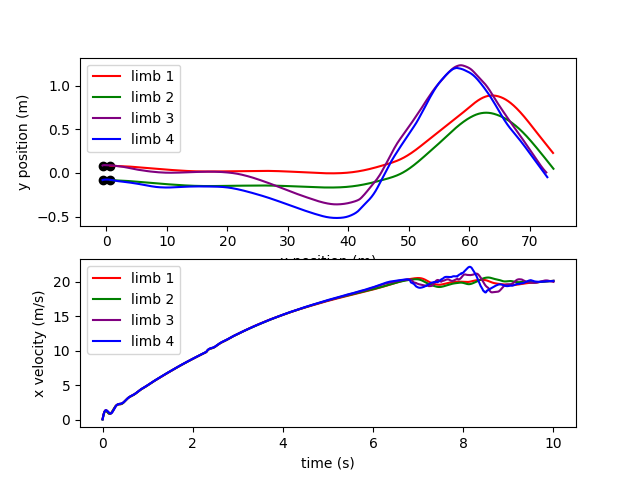 y position (m)
1.0
0.5
0.0
−0.5
limb 1
limb 2
limb 3
limb 4
0 10 20 30 40 50 60 70
x position (m)
x velocity (m/s)
20
15
10
5
0
limb 1
limb 2
limb 3
limb 4
0 2 4 6 8 10
time (s)